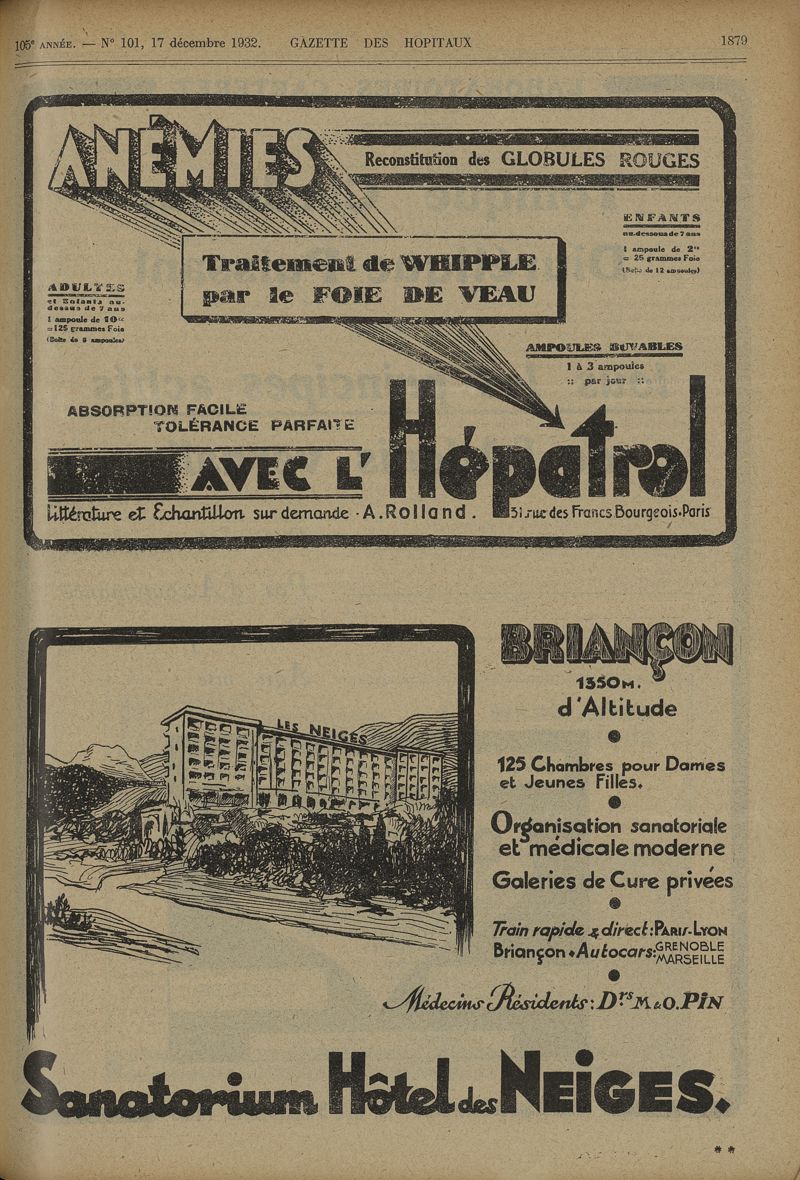 105e ANNÉE. — N° 101, 17 décembre 1932. GAZETTE DES HOPITAUX 1879
ANÉMIES
Reconstitution des GLOBULES ROUGES
ENFANTS
au-dessous de 7 ans
1 ampoule de 2cc
= 25 grammes Foie
(Boîte de 12 ampoules)
Traitement de WHIPPLE
par le FOIE DE VEAU
ADULTES
et Enfants au-
dessus de 7 ans
1 ampoule de 10cc
=125 grammes Foie
(Boîte de 6 ampoules)
AMPOULES BUVABLES
1 à 3 ampoules
:: par jour ::
ABSORPTION FACILE
TOLÉRANCE PARFAITE
AVEC L'Hépatrol
Littérature et Echantillon sur demande - A.Rolland. 31 rue des Francs Bourgeois.Paris
BRIANÇON
1350M.
d'Altitude
LES NEIGES
125 Chambres pour Dames
et Jeunes Filles.
Organisation sanatoriale
et médicale moderne
Galeries de Cure privées
Train rapide & direct: PARIS-LYON
Briançon • Autocars: GRENOBLE
MARSEILLE
Médecins Résidents: Drs M. & O. PIN
Sanatorium Hôtel des NEIGES.
* *